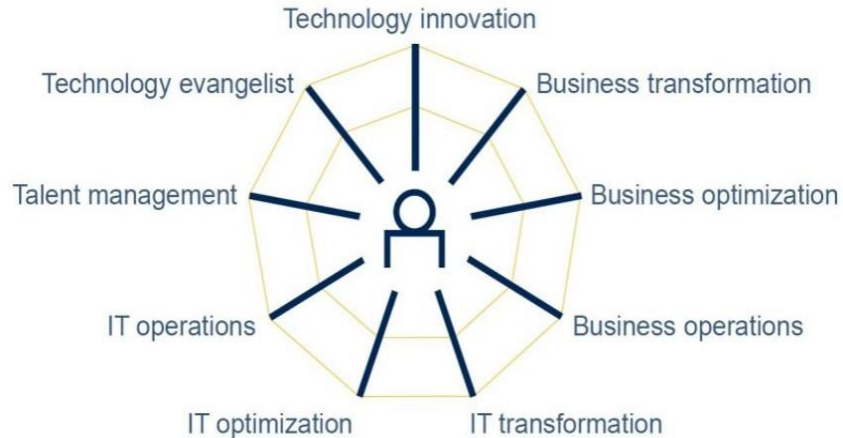 Technology innovation
Technology evangelist
Business transformation
Talent management
Business optimization
IT operations
Business operations
IT optimization
IT transformation